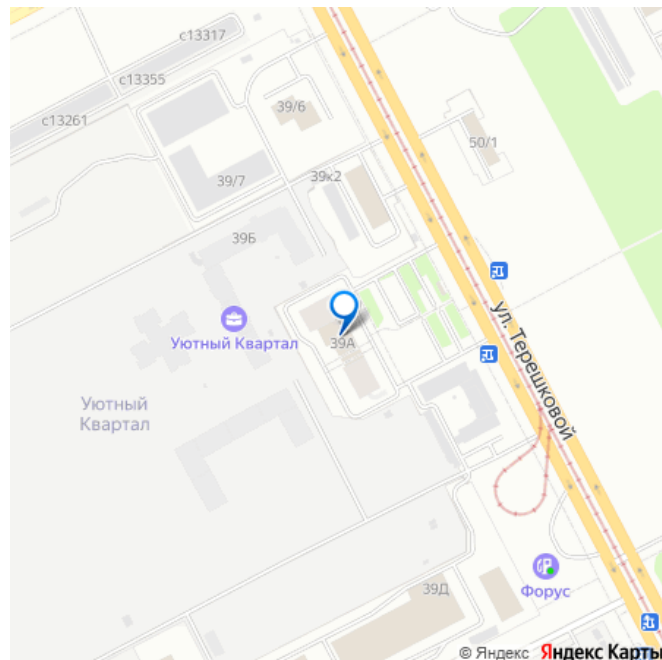 с13317
с13355
с13261
39/6
39/7
50/1
39к2
39Б
Уютный Квартал
39А
ул. Терешковой
Уютный
Квартал
39Д
Форус
© Яндекс Яндекс Карты